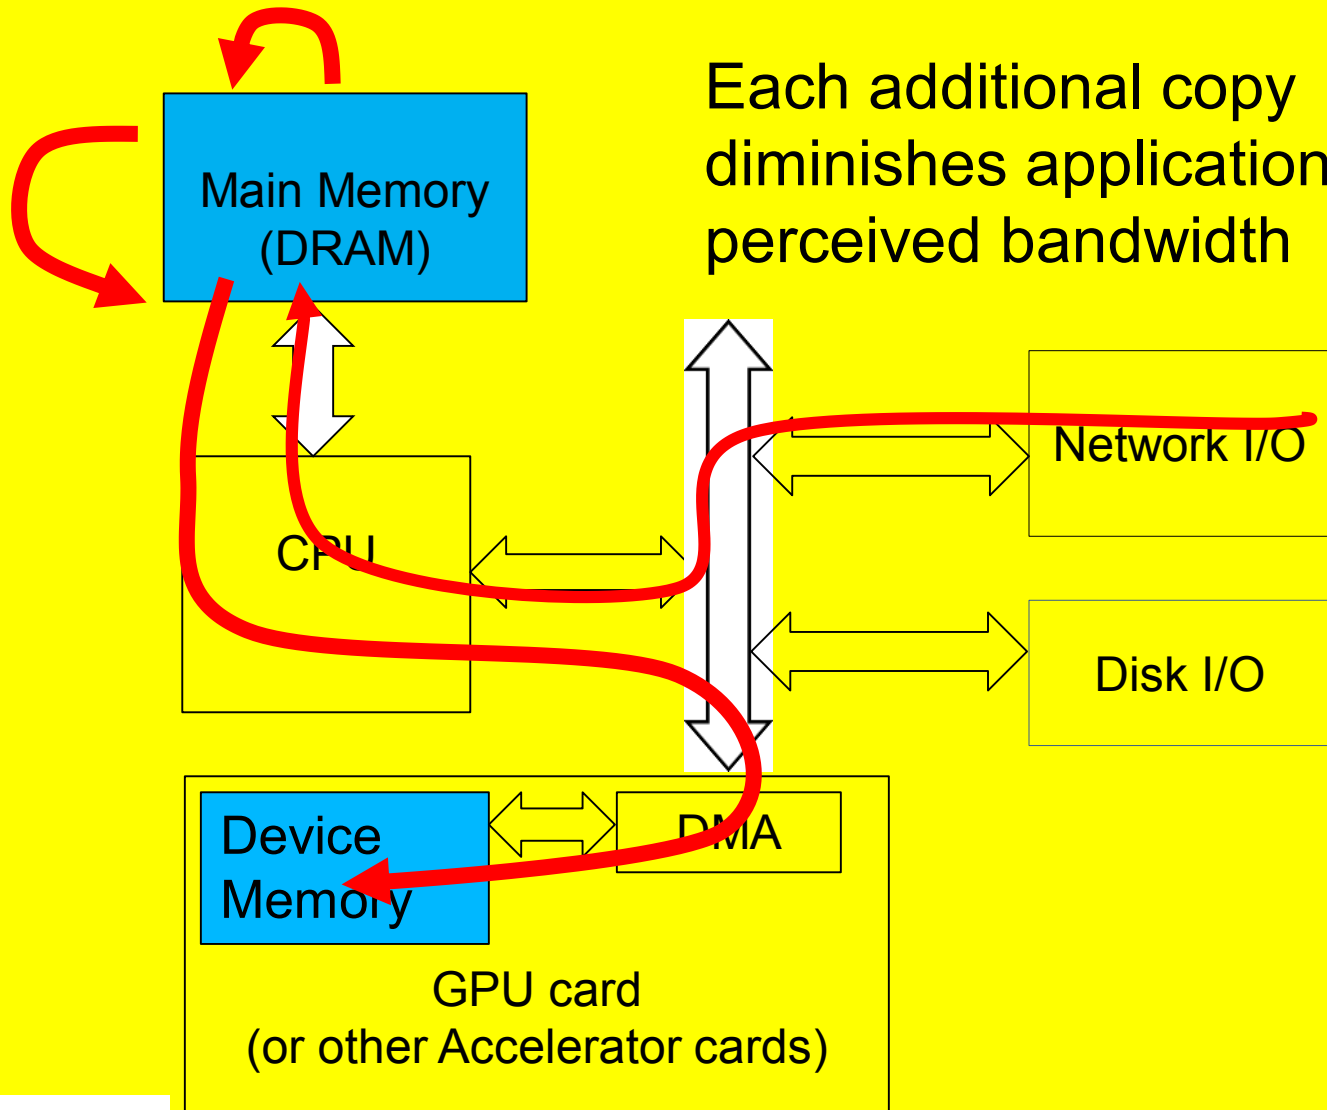 Each additional copy
diminishes application
perceived bandwidth
Main Memory
(DRAM)
Network I/O
CPU
Disk I/O
Device
Memory
DMA
GPU card
(or other Accelerator cards)